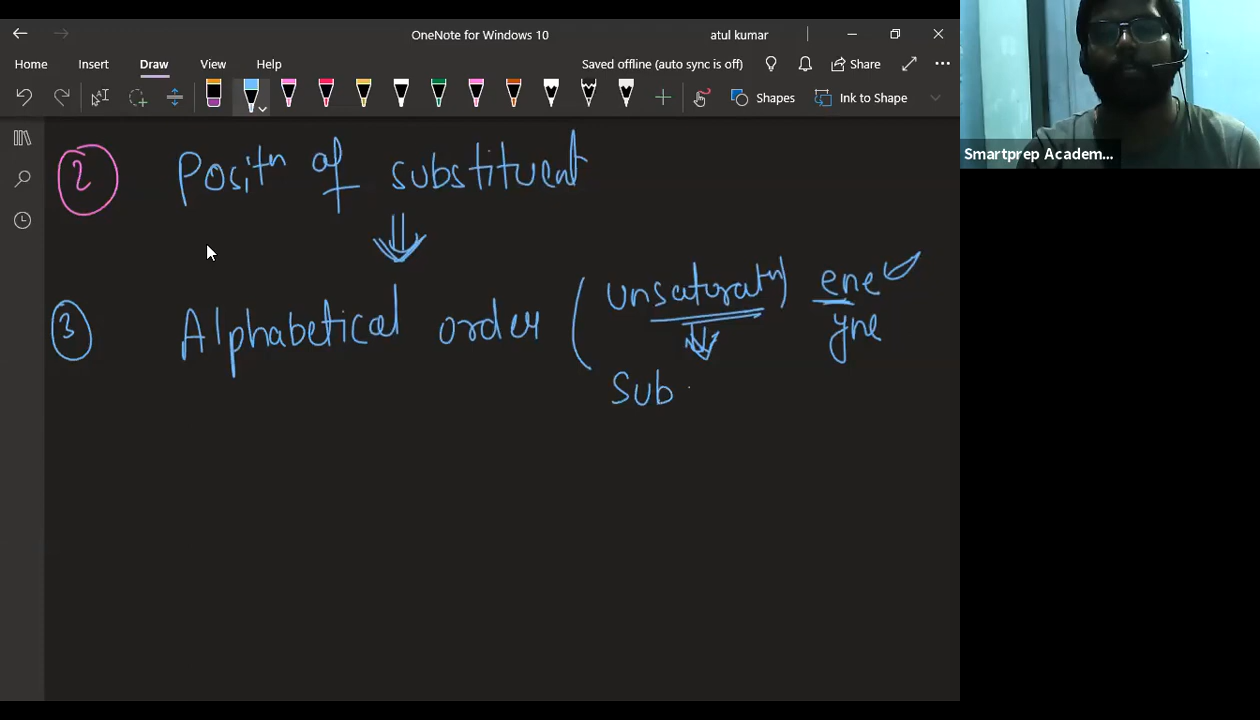 OneNote for Windows 10
atul kumar
Home Insert Draw View Help
Saved offline (auto sync is off)
Share
Shapes
Ink to Shape
Smartprep Academ...
2 Positn of substituent
3 Alphabetical order (unsaturatn) ene
yne
Sub